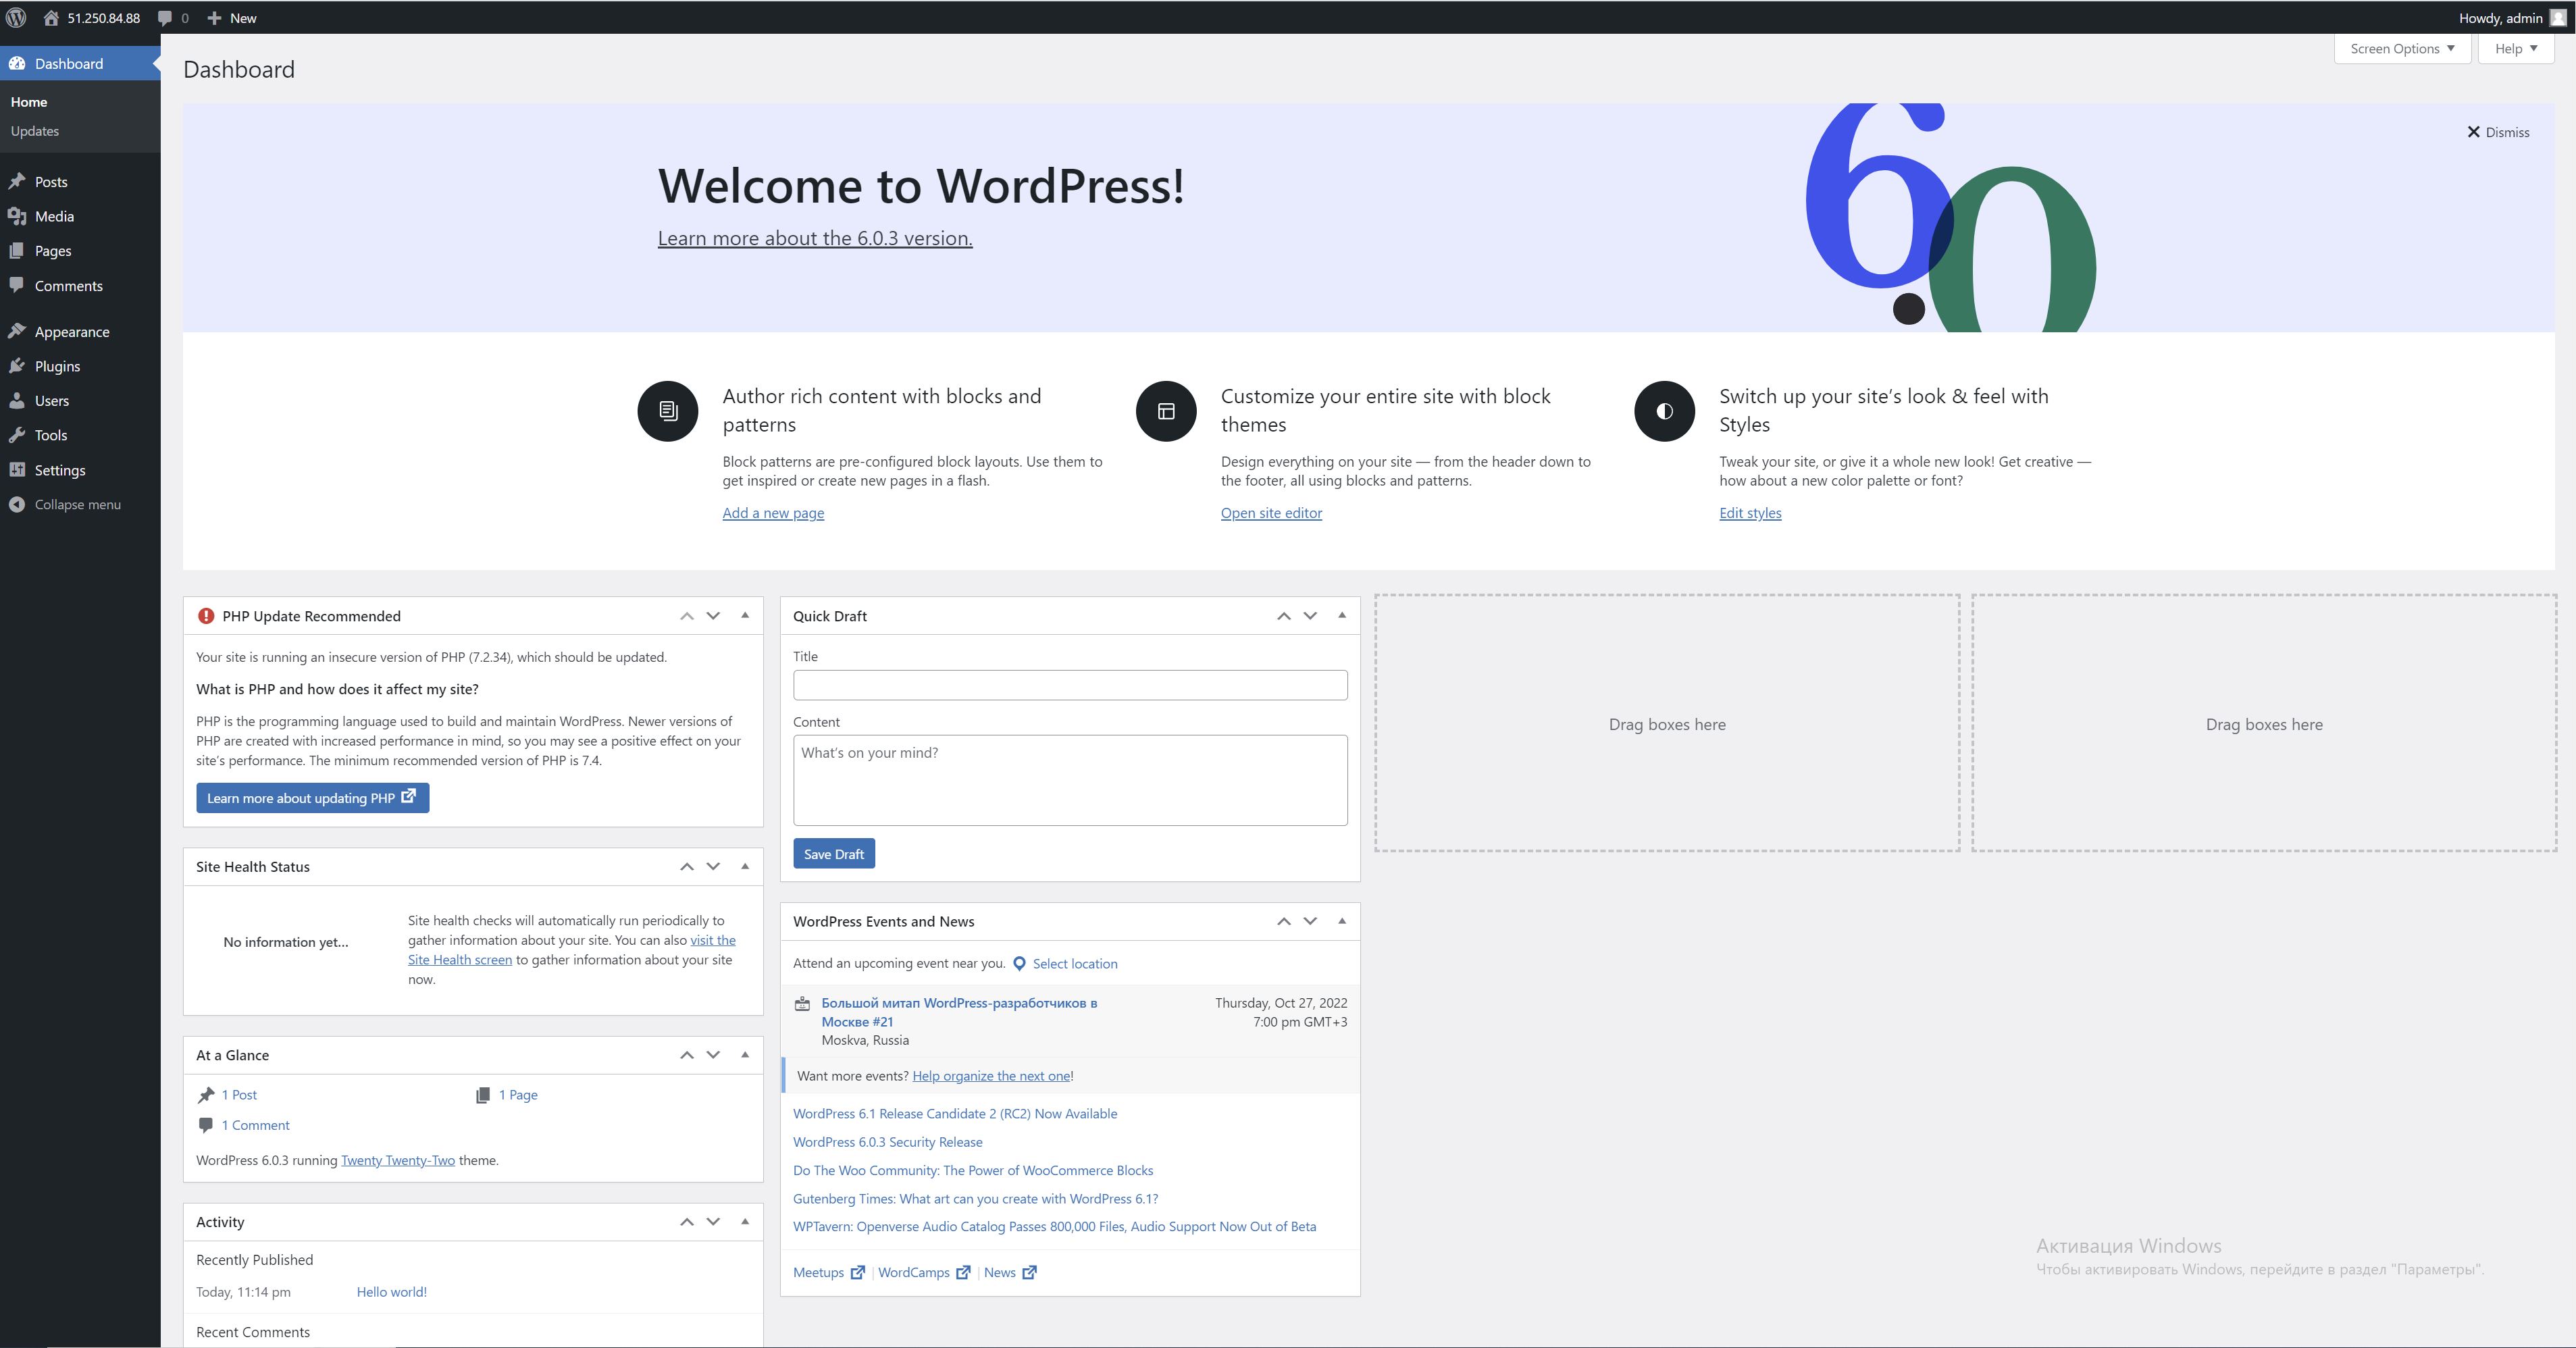 51.250.84.88
0
New
Howdy, admin
Dashboard
Home
Updates
Posts
Media
Pages
Comments
Appearance
Plugins
Users
Tools
Settings
Collapse menu
Screen Options
Help
Dashboard
Dismiss
Welcome to WordPress!
Learn more about the 6.0.3 version.
6.0
Author rich content with blocks and
patterns
Block patterns are pre-configured block layouts. Use them to
get inspired or create new pages in a flash.
Add a new page
Customize your entire site with block
themes
Design everything on your site — from the header down to
the footer, all using blocks and patterns.
Open site editor
Switch up your site’s look & feel with
Styles
Tweak your site, or give it a whole new look! Get creative —
how about a new color palette or font?
Edit styles
PHP Update Recommended
Your site is running an insecure version of PHP (7.2.34), which should be updated.
What is PHP and how does it affect my site?
PHP is the programming language used to build and maintain WordPress. Newer versions of
PHP are created with increased performance in mind, so you may see a positive effect on your
site’s performance. The minimum recommended version of PHP is 7.4.
Learn more about updating PHP
Site Health Status
No information yet…
Site health checks will automatically run periodically to
gather information about your site. You can also visit the
Site Health screen to gather information about your site
now.
At a Glance
1 Post
1 Page
1 Comment
WordPress 6.0.3 running Twenty Twenty-Two theme.
Activity
Recently Published
Today, 11:14 pm
Hello world!
Recent Comments
Quick Draft
Title
Content
What’s on your mind?
Save Draft
WordPress Events and News
Attend an upcoming event near you.
Select location
Большой митап WordPress-разработчиков в
Москве #21
Moskva, Russia
Thursday, Oct 27, 2022
7:00 pm GMT+3
Want more events? Help organize the next one!
WordPress 6.1 Release Candidate 2 (RC2) Now Available
WordPress 6.0.3 Security Release
Do The Woo Community: The Power of WooCommerce Blocks
Gutenberg Times: What art can you create with WordPress 6.1?
WPTavern: Openverse Audio Catalog Passes 800,000 Files, Audio Support Now Out of Beta
Meetups | WordCamps | News
Drag boxes here
Drag boxes here
Активация Windows
Чтобы активировать Windows, перейдите в раздел "Параметры".